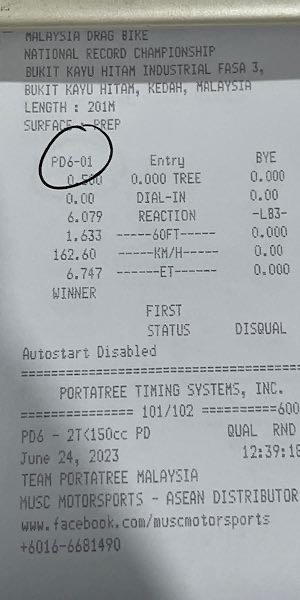 MALAYSIA DRAG BIKE
NATIONAL RECORD CHAMPIONSHIP
BUKIT KAYU HITAM INDUSTRIAL FASA 3,
BUKIT KAYU HITAM, KEDAH, MALAYSIA
LENGTH : 201M
SURFACE : PREP
PD6-01 Entry BYE
0.500 0.000 TREE 0.000
0.00 DIAL-IN 0.00
6.079 REACTION -LB3-
1.633 -----60FT----- 0.000
162.60 -----KM/H----- 0.00
6.747 ------ET------ 0.000
WINNER
FIRST
STATUS DISQUAL
Autostart Disabled
====================================
PORTATREE TIMING SYSTEMS, INC.
=============== 101/102 ==========600
PD6 - 2T<150cc PD QUAL RND
June 24, 2023 12:39:18
TEAM PORTATREE MALAYSIA
MUSC MOTORSPORTS - ASEAN DISTRIBUTOR
www.facebook.com/muscmotorsports
+6016-6681490